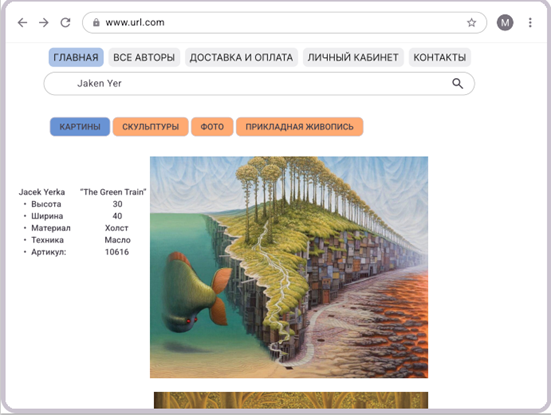 www.url.com
M
ГЛАВНАЯ ВСЕ АВТОРЫ ДОСТАВКА И ОПЛАТА ЛИЧНЫЙ КАБИНЕТ КОНТАКТЫ
Jaken Yer
КАРТИНЫ СКУЛЬПТУРЫ ФОТО ПРИКЛАДНАЯ ЖИВОПИСЬ
Jacek Yerka "The Green Train"
• Высота 30
• Ширина 40
• Материал Холст
• Техника Масло
• Артикул: 10616